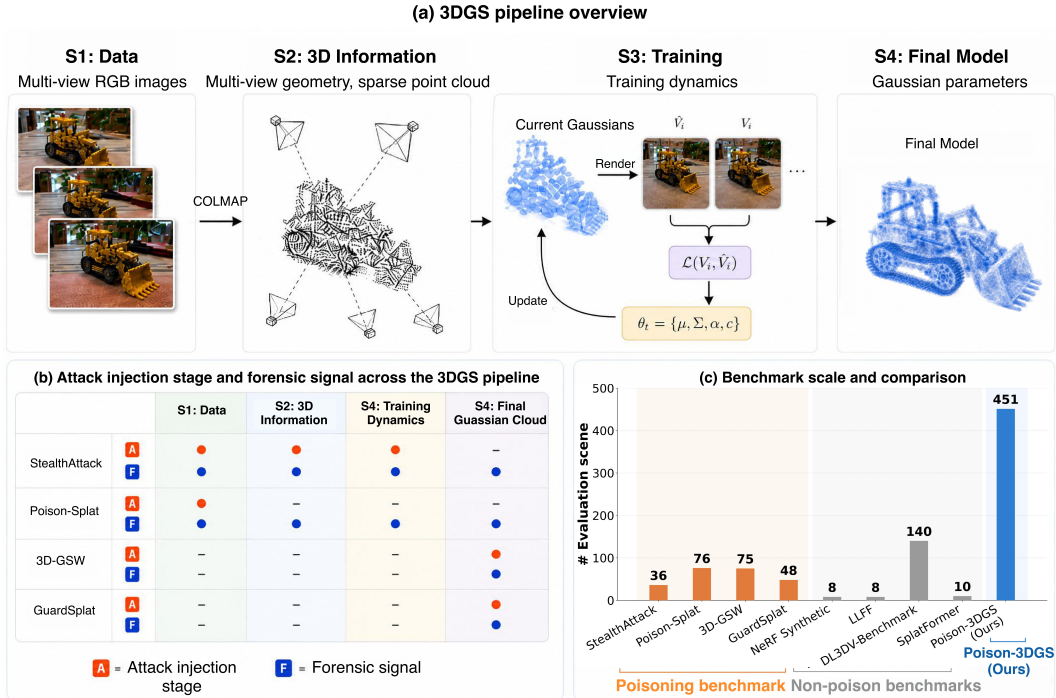 (a) 3DGS pipeline overview
S1: Data
Multi-view RGB images
S2: 3D Information
Multi-view geometry, sparse point cloud
S3: Training
Training dynamics
S4: Final Model
Gaussian parameters
COLMAP
Current Gaussians
V̂ᵢ
Vᵢ
Render
...
L(Vᵢ, V̂ᵢ)
Update
θₜ = {μ, Σ, α, c}
Final Model
(b) Attack injection stage and forensic signal across the 3DGS pipeline
S1: Data
S2: 3D
Information
S4: Training
Dynamics
S4: Final
Guassian Cloud
StealthAttack
A
–
F
Poison-Splat
A
– – –
F
3D-GSW
A
– – –
F
– – –
GuardSplat
A
– – –
F
– – –
A = Attack injection
stage
F = Forensic signal
(c) Benchmark scale and comparison
# Evaluation scene
500
400
300
200
100
0
36
76
75
48
8
8
140
10
451
StealthAttack
Poison-Splat
3D-GSW
GuardSplat
NeRF Synthetic
LLFF
DL3DV-Benchmark
SplatFormer
Poison-3DGS
(Ours)
Poisoning benchmark
Non-poison benchmarks
Poison-3DGS
(Ours)